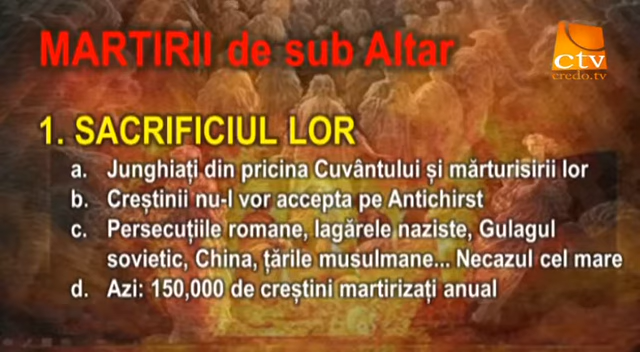 MARTIRII de sub Altar
ctv
credo.tv
1. SACRIFICIUL LOR
a. Junghiați din pricina Cuvântului și mărturisirii lor
b. Creștinii nu-l vor accepta pe Antichirst
c. Persecuțiile romane, lagărele naziste, Gulagul
sovietic, China, țările musulmane... Necazul cel mare
d. Azi: 150,000 de creștini martirizați anual